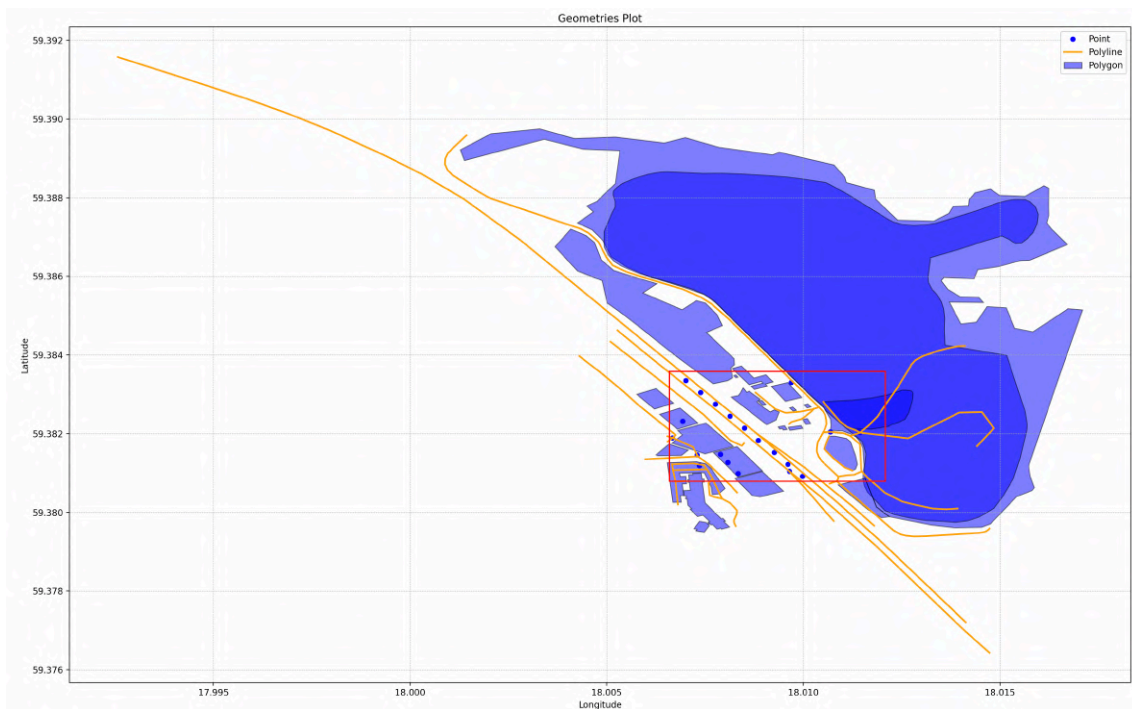 Geometries Plot
Point
Polyline
Polygon
59.392
59.390
59.388
59.386
59.384
59.382
59.380
59.378
59.376
Latitude
17.995 18.000 18.005 18.010 18.015
Longitude